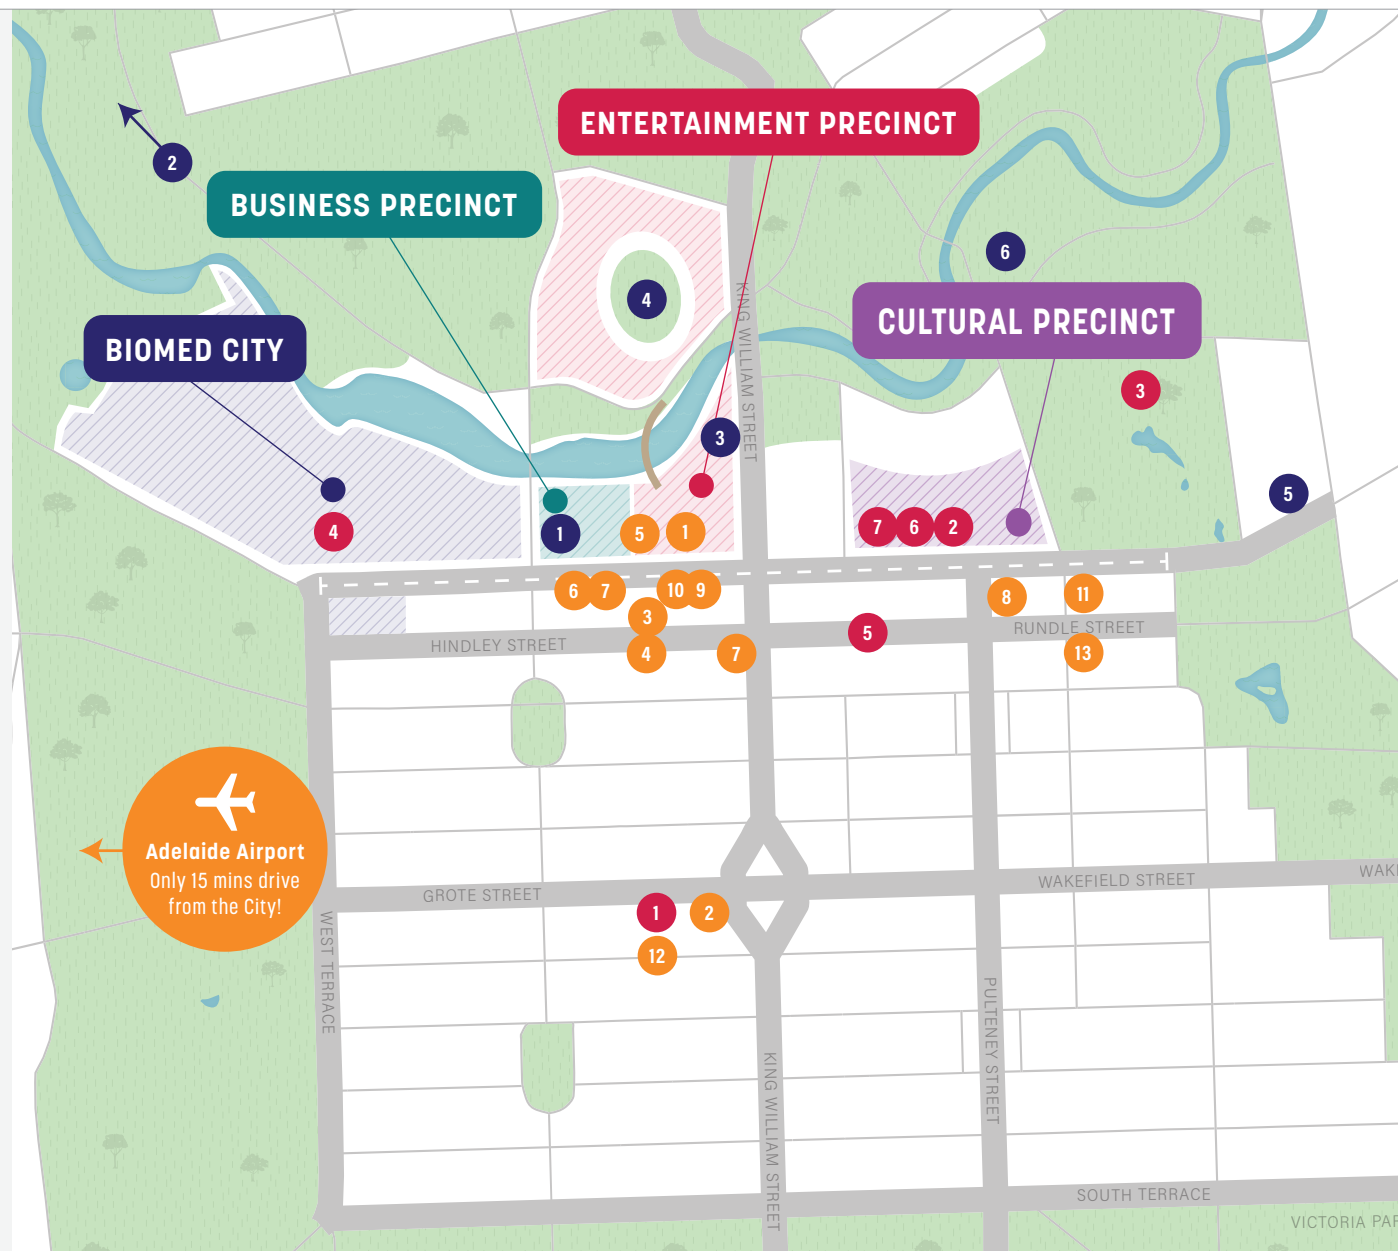 ENTERTAINMENT PRECINCT
2
BUSINESS PRECINCT
6
4
KING WILLIAM STREET
CULTURAL PRECINCT
BIOMED CITY
3
3
5
4
1
5
1
7
6
2
6
7
10
9
8
11
3
HINDLEY STREET
5
RUNDLE STREET
4
7
13
Adelaide Airport
Only 15 mins drive
from the City!
GROTE STREET
WAKEFIELD STREET
WAKE
1
2
12
WEST TERRACE
PULTENEY STREET
KING WILLIAM STREET
SOUTH TERRACE
VICTORIA PAR